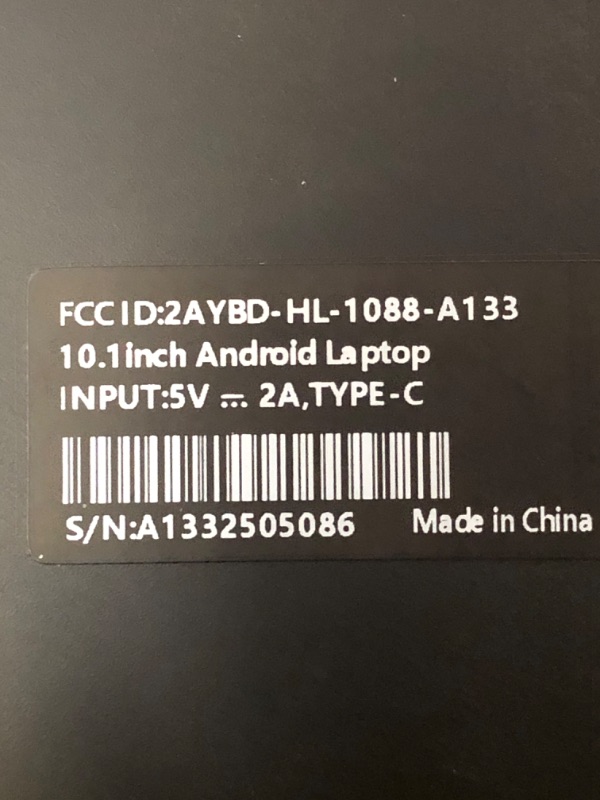 FCC ID:2AYBD-HL-1088-A133
10.1inch Android Laptop
INPUT:5V ⎓ 2A,TYPE-C
S/N:A1332505086 Made in China